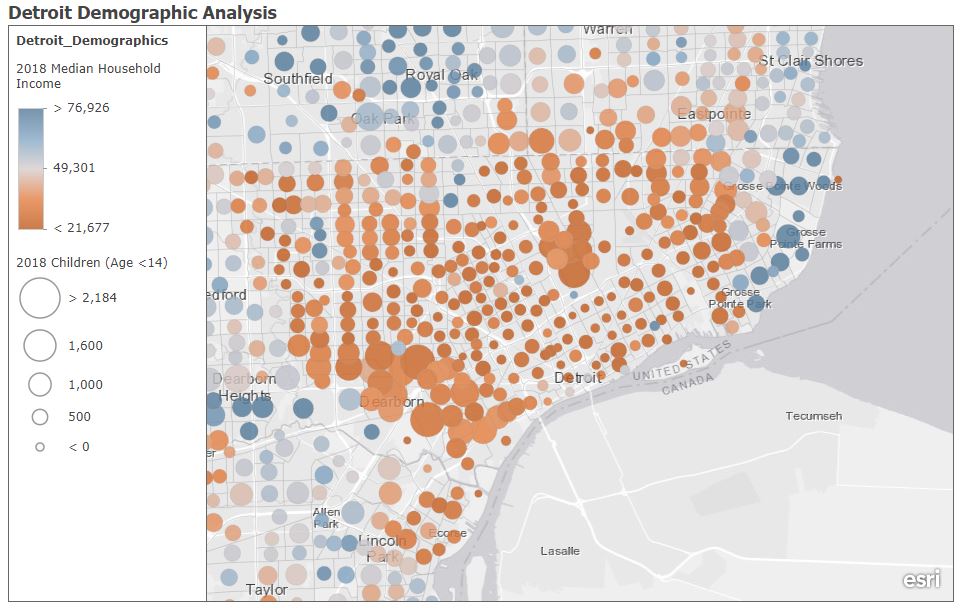 Detroit Demographic Analysis
Detroit_Demographics
2018 Median Household
Income
> 76,926
49,301
< 21,677
2018 Children (Age <14)
> 2,184
1,600
1,000
500
< 0
Warren
Southfield
Royal Oak
St Clair Shores
Oak Park
Eastpointe
Grosse Pointe Woods
Grosse
Pointe Farms
edford
Grosse
Pointe Park
UNITED STATES
CANADA
Dearborn
Heights
Dearborn
Detroit
Tecumseh
er
Allen
Park
Lincoln
Park
Ecorse
Lasalle
Taylor
esri